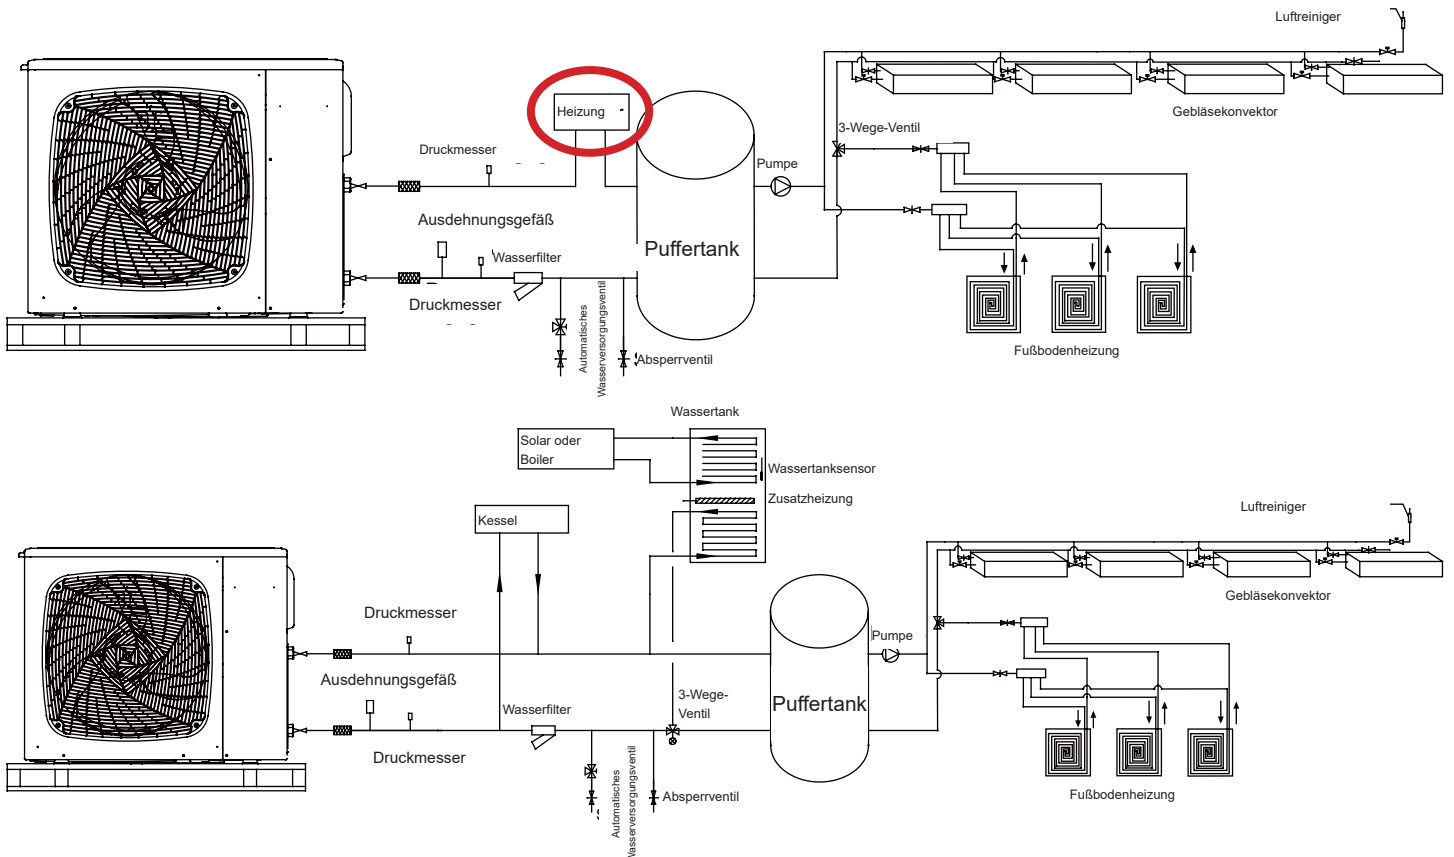 Luftreiniger
Heizung
Gebläsekonvektor
3-Wege-Ventil
Druckmesser
Pumpe
Ausdehnungsgefäß
Puffertank
Wasserfilter
Druckmesser
Automatisches
Wasserversorgungsventil
Absperrventil
Fußbodenheizung
Wassertank
Solar oder
Boiler
Wassertanksensor
Zusatzheizung
Kessel
Luftreiniger
Gebläsekonvektor
Druckmesser
Pumpe
Ausdehnungsgefäß
3-Wege-
Ventil
Puffertank
Wasserfilter
Druckmesser
Automatisches
Wasserversorgungsventil
Absperrventil
Fußbodenheizung